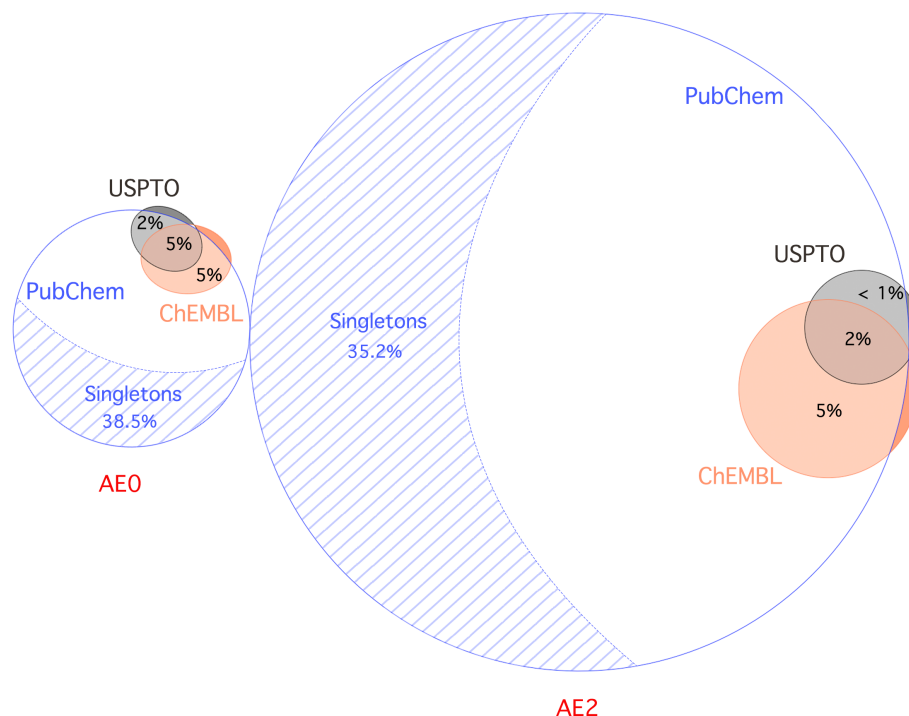 USPTO
2%
5%
5%
PubChem
ChEMBL
Singletons
38.5%
AE0
PubChem
USPTO
< 1%
Singletons
35.2%
2%
5%
ChEMBL
AE2